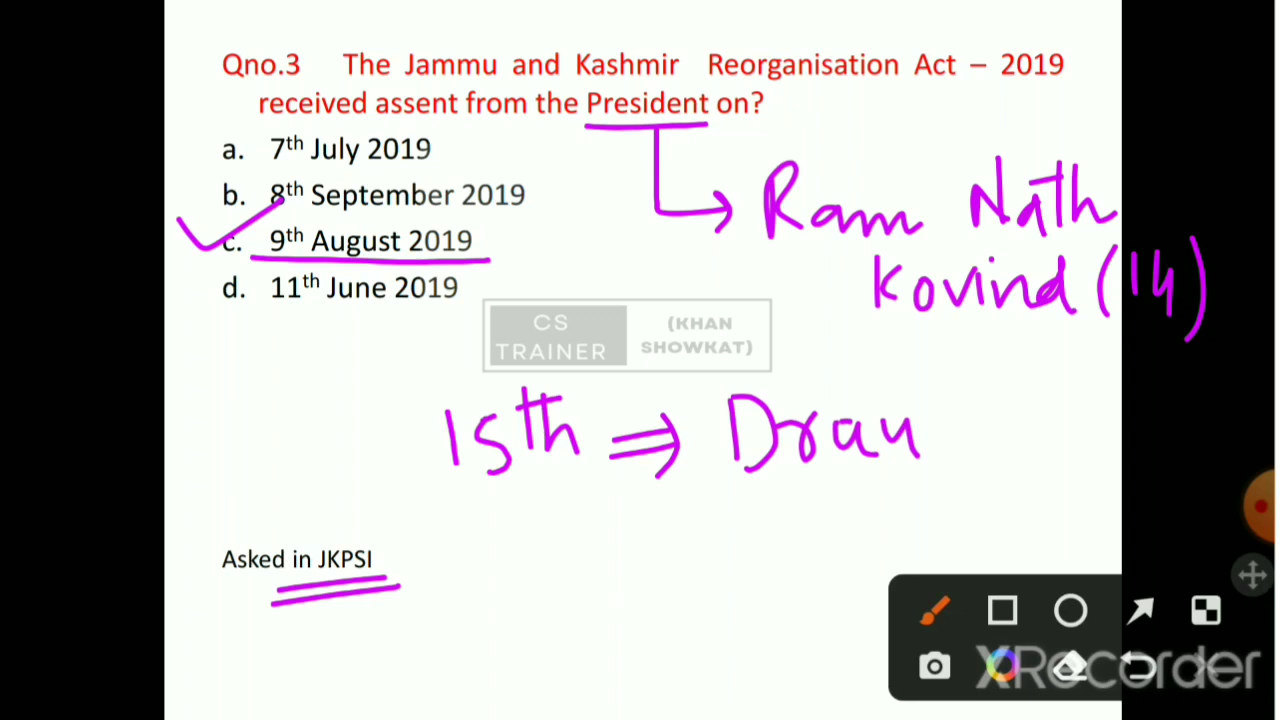 Qno.3 The Jammu and Kashmir Reorganisation Act – 2019
received assent from the President on?
a. 7th July 2019
b. 8th September 2019
c. 9th August 2019
d. 11th June 2019
Ram Nath
Kovind (14)
CS TRAINER
(KHAN SHOWKAT)
15th ⇒ Drau
Asked in JKPSI
XRecorder